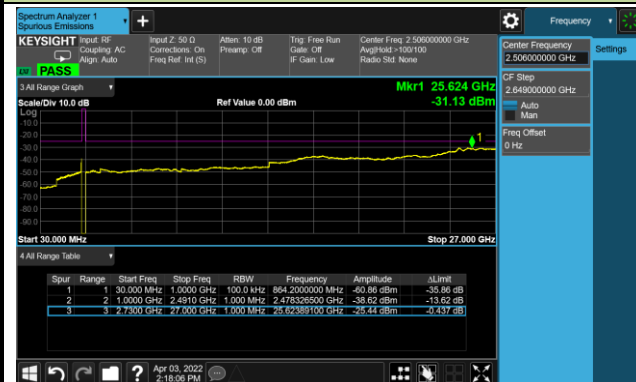 Spectrum Analyzer 1
Spurious Emissions
Frequency
KEYSIGHT
Input: RF
Coupling: AC
Align: Auto
Input Z: 50 Ω
Corrections: On
Freq Ref: Int (S)
Atten: 10 dB
Preamp: Off
Trig: Free Run
Gate: Off
IF Gain: Low
Center Freq: 2.506000000 GHz
Avg|Hold:>100/100
Radio Std: None
PASS
Center Frequency
2.506000000 GHz
Settings
CF Step
2.649000000 GHz
Auto
Man
Freq Offset
0 Hz
3 All Range Graph
Mkr1 25.624 GHz
Scale/Div 10.0 dB
Ref Value 0.00 dBm
-31.13 dBm
Log
-10.0
-20.0
-30.0
-40.0
-50.0
-60.0
-70.0
-80.0
-90.0
1
Start 30.000 MHz
Stop 27.000 GHz
4 All Range Table
Spur Range Start Freq Stop Freq RBW Frequency Amplitude ΔLimit
1 1 30.000 MHz 1.0000 GHz 100.0 kHz 864.2000000 MHz -60.86 dBm -35.86 dB
2 2 1.0000 GHz 2.4910 GHz 1.000 MHz 2.478326500 GHz -38.62 dBm -13.62 dB
3 3 2.7300 GHz 27.000 GHz 1.000 MHz 25.62389100 GHz -25.44 dBm -0.437 dB
?
Apr 03, 2022
2:18:06 PM